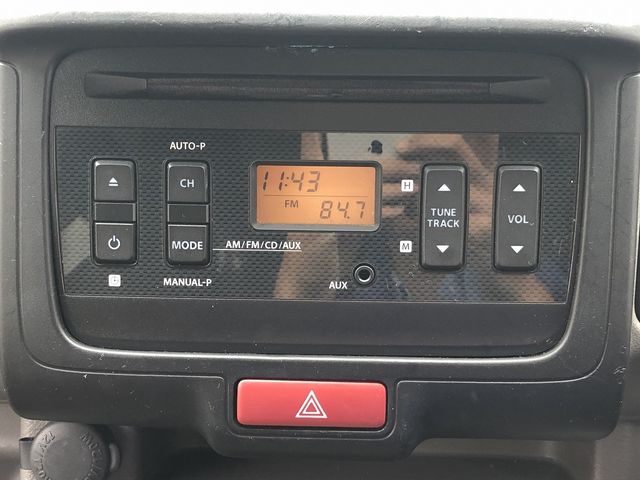 AUTO-P
11:43
H
CH
TUNE
TRACK
VOL
FM
84.7
MODE
AM/FM/CD/AUX
M
AUX
MANUAL-P